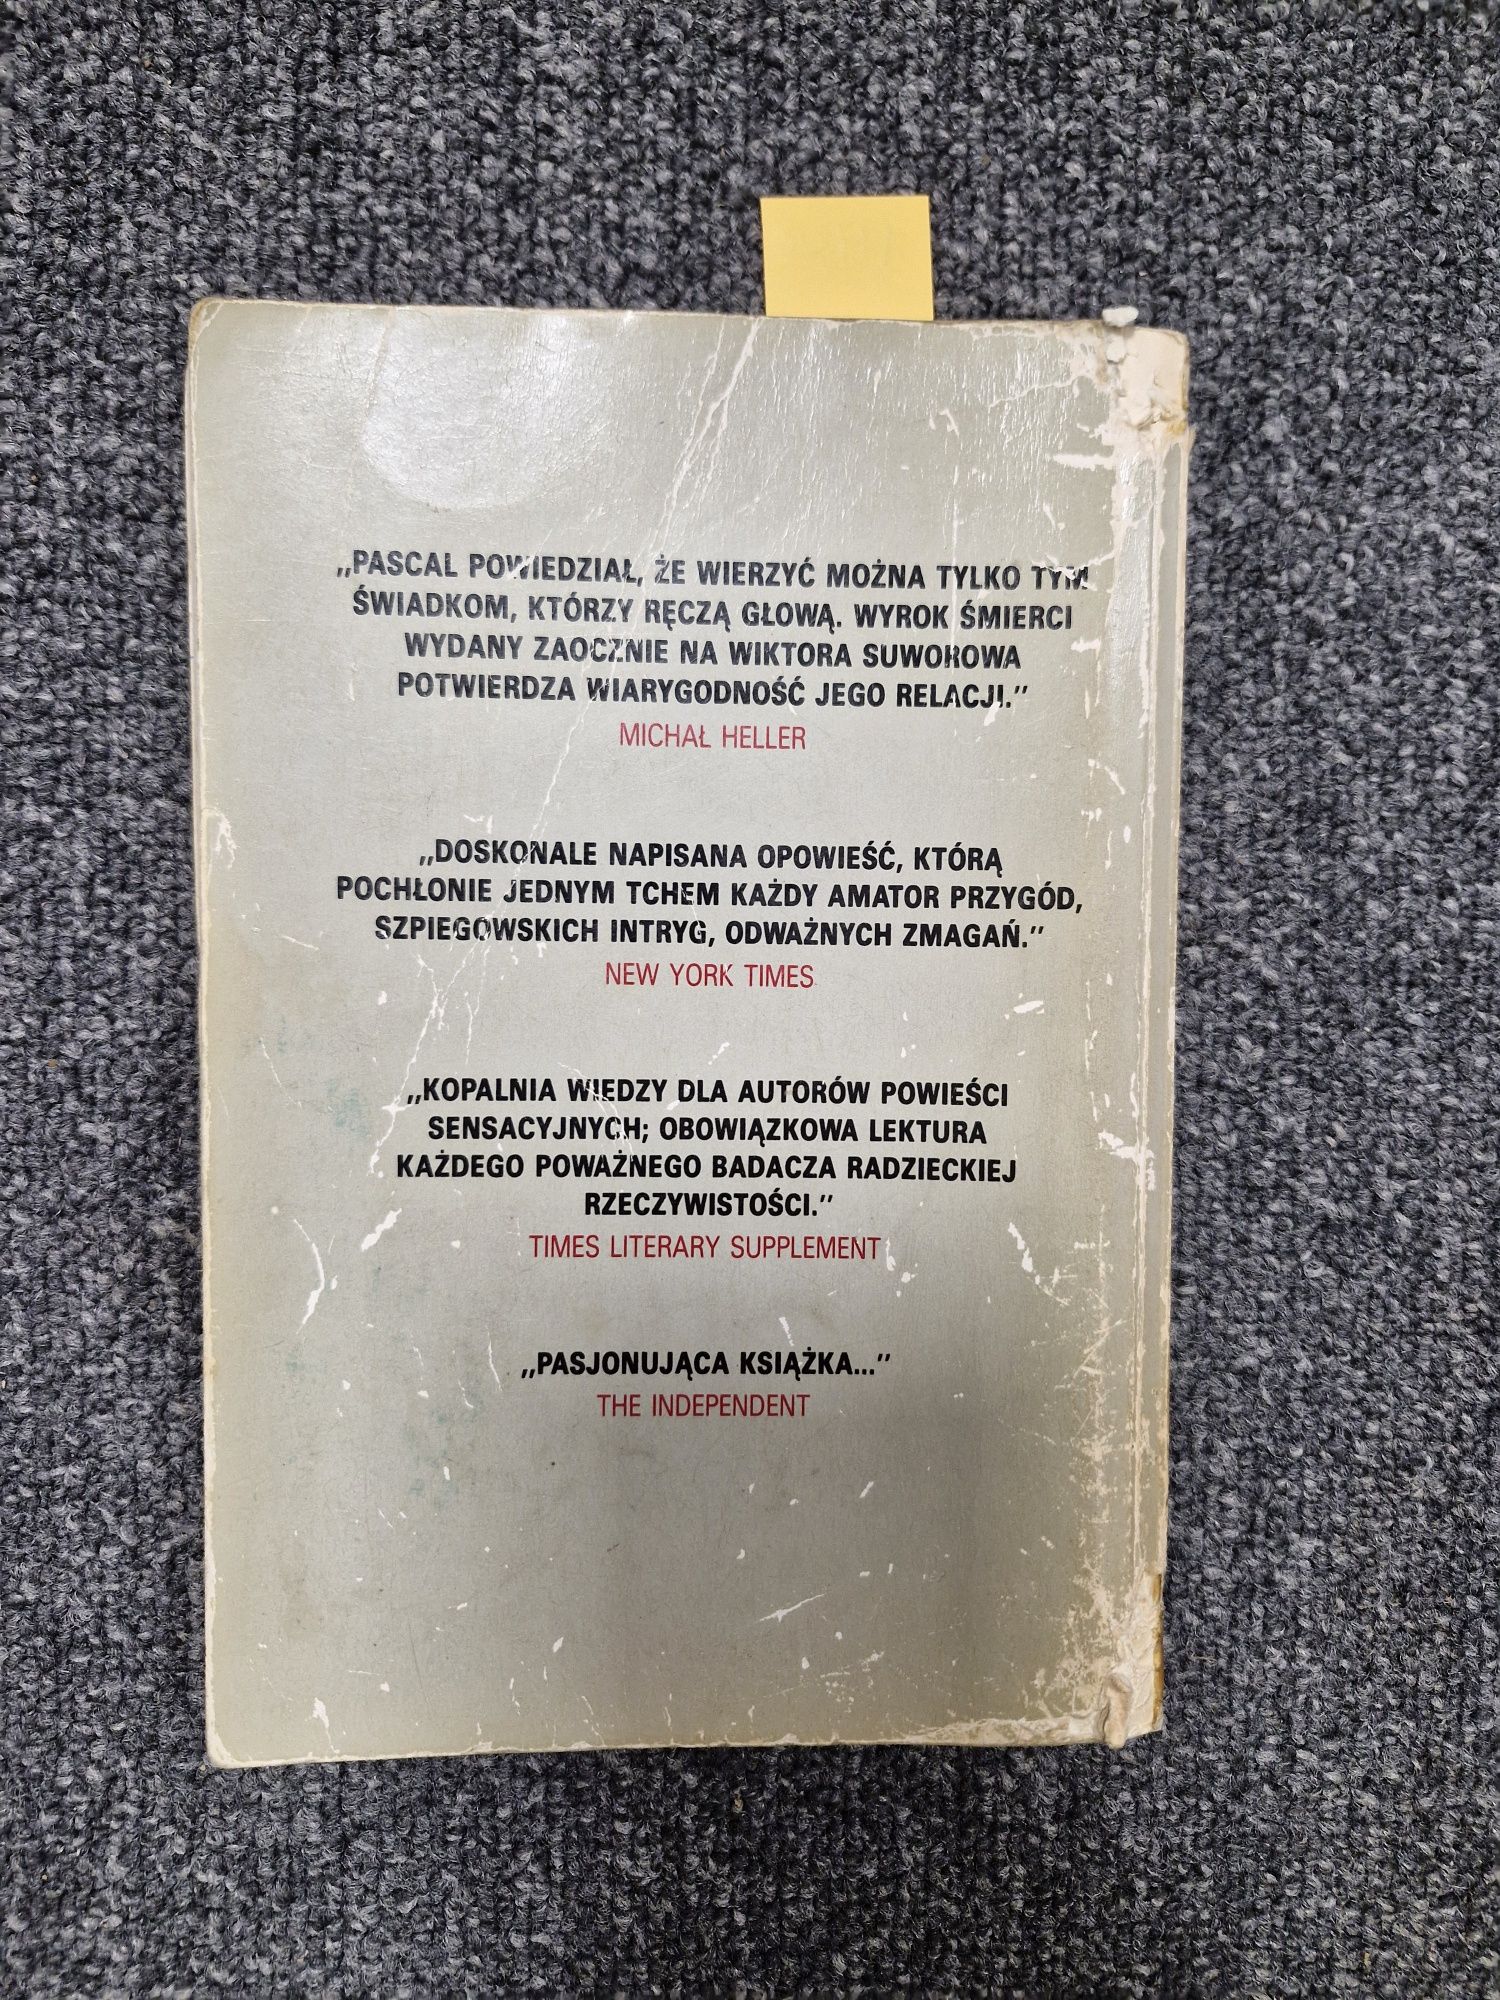 „PASCAL POWIEDZIAŁ, ŻE WIERZYĆ MOŻNA TYLKO TYM
ŚWIADKOM, KTÓRZY RĘCZĄ GŁOWĄ. WYROK ŚMIERCI
WYDANY ZAOCZNIE NA WIKTORA SUWOROWA
POTWIERDZA WIARYGODNOŚĆ JEGO RELACJI.”
MICHAŁ HELLER
„DOSKONALE NAPISANA OPOWIEŚĆ, KTÓRĄ
POCHŁONIE JEDNYM TCHEM KAŻDY AMATOR PRZYGÓD,
SZPIEGOWSKICH INTRYG, ODWAŻNYCH ZMAGAŃ.”
NEW YORK TIMES
„KOPALNIA WIEDZY DLA AUTORÓW POWIEŚCI
SENSACYJNYCH; OBOWIĄZKOWA LEKTURA
KAŻDEGO POWAŻNEGO BADACZA RADZIECKIEJ
RZECZYWISTOŚCI.”
TIMES LITERARY SUPPLEMENT
„PASJONUJĄCA KSIĄŻKA...”
THE INDEPENDENT